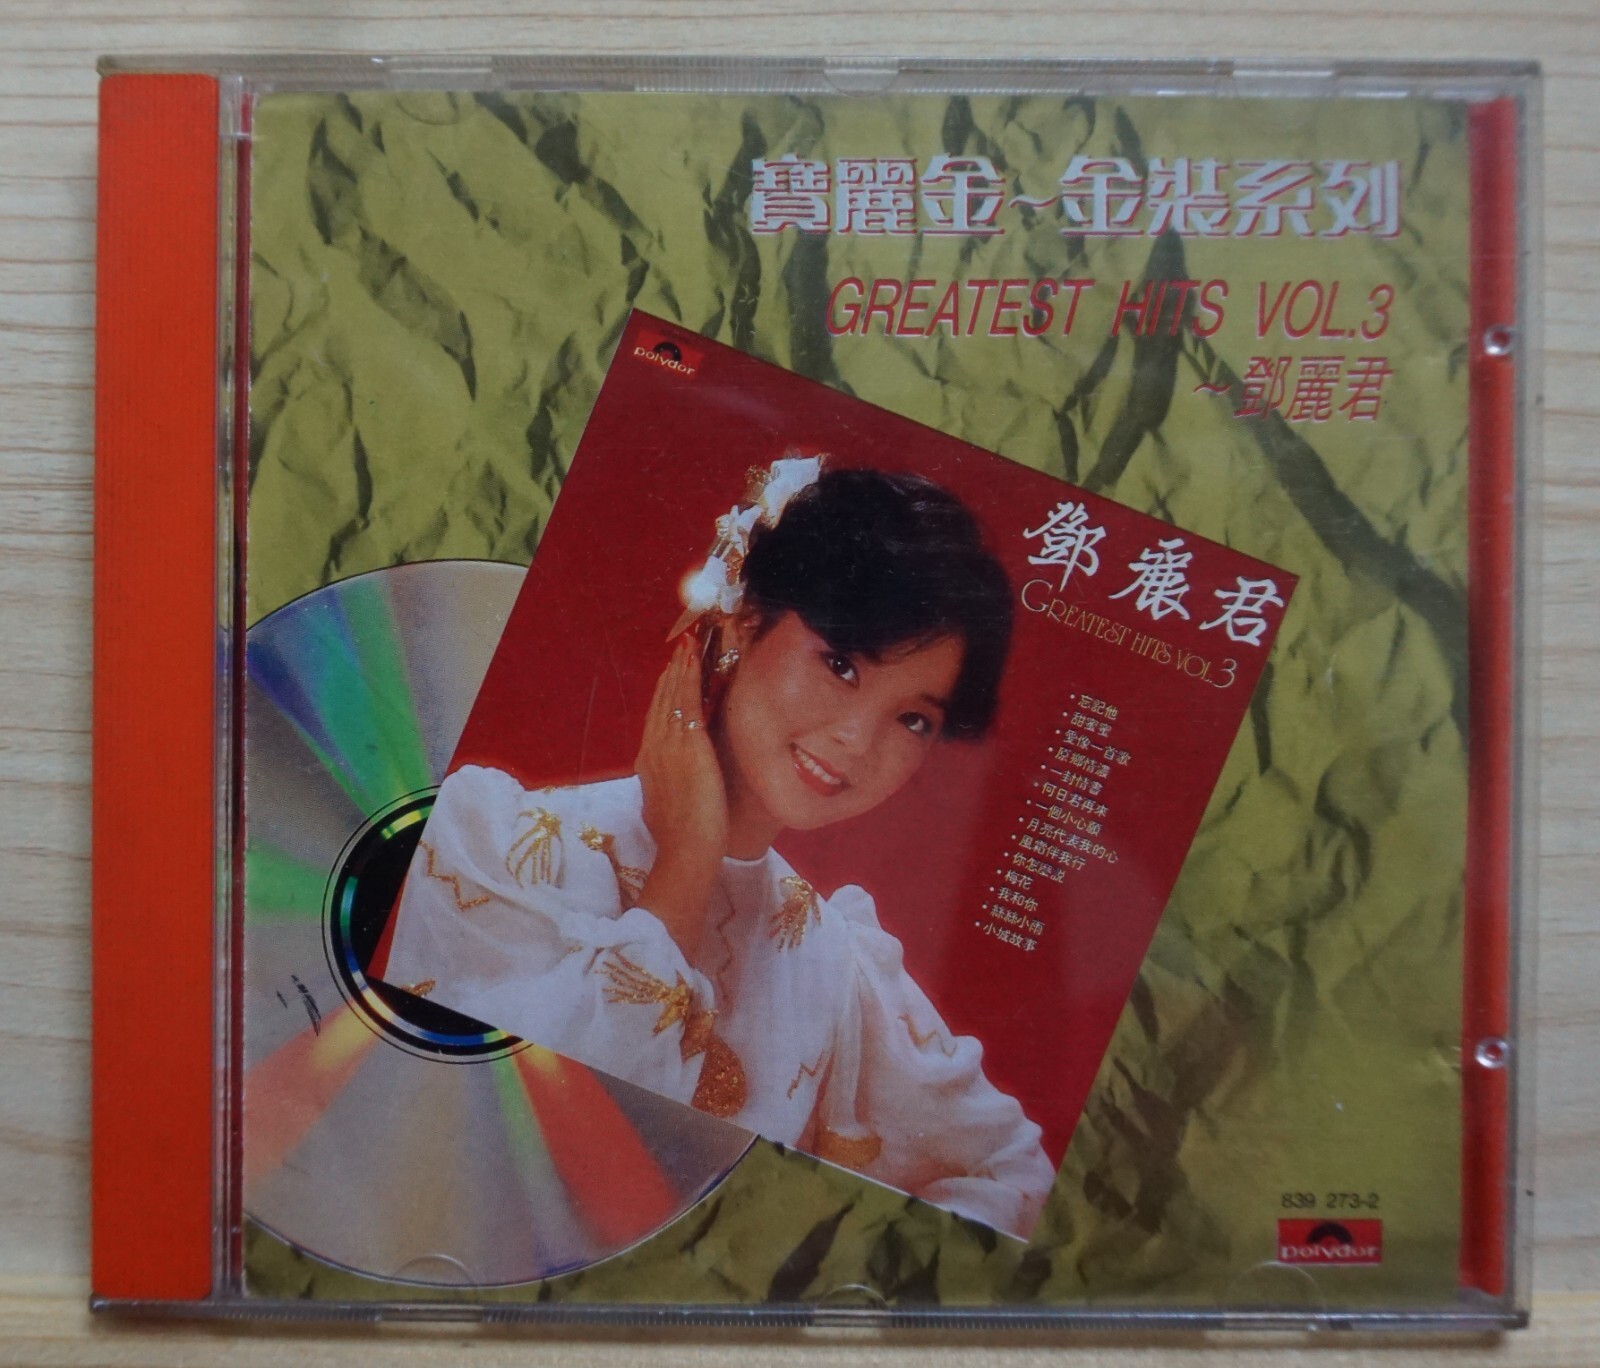 寶麗金~金裝系列
GREATEST HITS VOL.3
~鄧麗君
polydor
鄧麗君
GREATEST HITS VOL.3
•忘記他
•甜蜜蜜
•愛像一首歌
•原鄉情濃
•一封情書
•何日君再來
•一個小心願
•月亮代表我的心
•風霜伴我行
•你怎麼説
•梅花
•我和你
•絲絲小雨
•小城故事
839 273-2
polydor